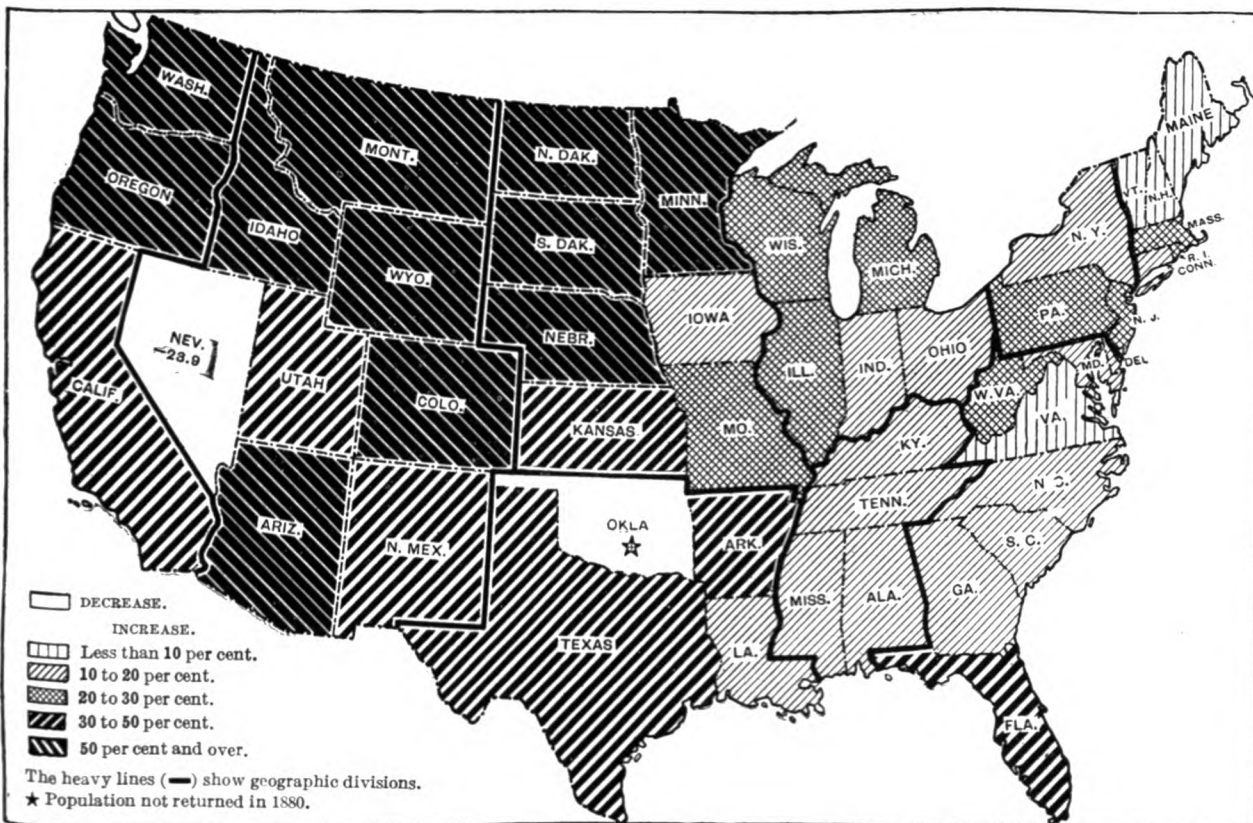 WASH.
MONT.
N. DAK.
MINN.
OREGON
IDAHO
S. DAK.
WYO.
NEBR.
WIS.
MICH.
IOWA
NEV.
-23.9
UTAH
COLO.
KANSAS.
CALIF.
ILL.
IND.
OHIO
MO.
ARIZ.
N. MEX.
OKLA
ARK.
TEXAS
LA.
MISS.
ALA.
GA.
FLA.
S. C.
N. C.
TENN.
KY.
W. VA.
VA.
MD.
DEL
PA.
N. J.
N. Y.
CONN.
R. I.
MASS.
VT.
N.H.
MAINE
DECREASE.
INCREASE.
Less than 10 per cent.
10 to 20 per cent.
20 to 30 per cent.
30 to 50 per cent.
50 per cent and over.
The heavy lines (▬) show geographic divisions.
★ Population not returned in 1880.